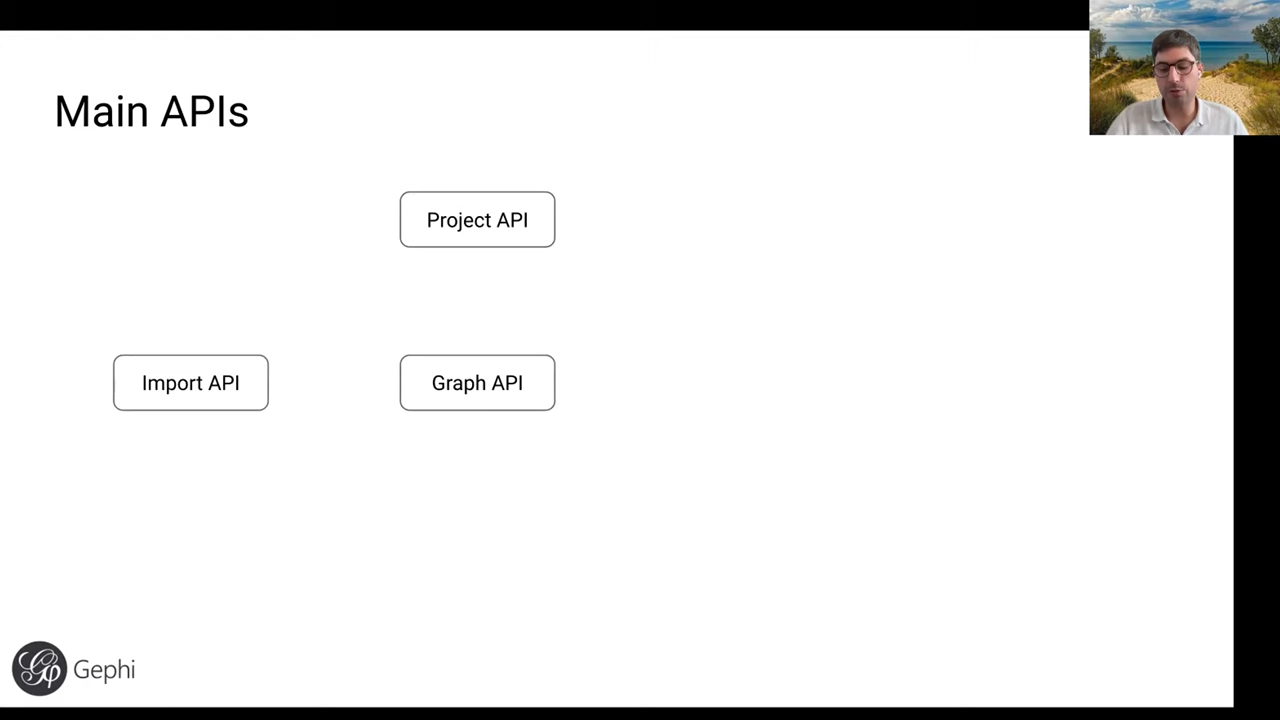 Main APIs
Project API
Import API
Graph API
Gephi